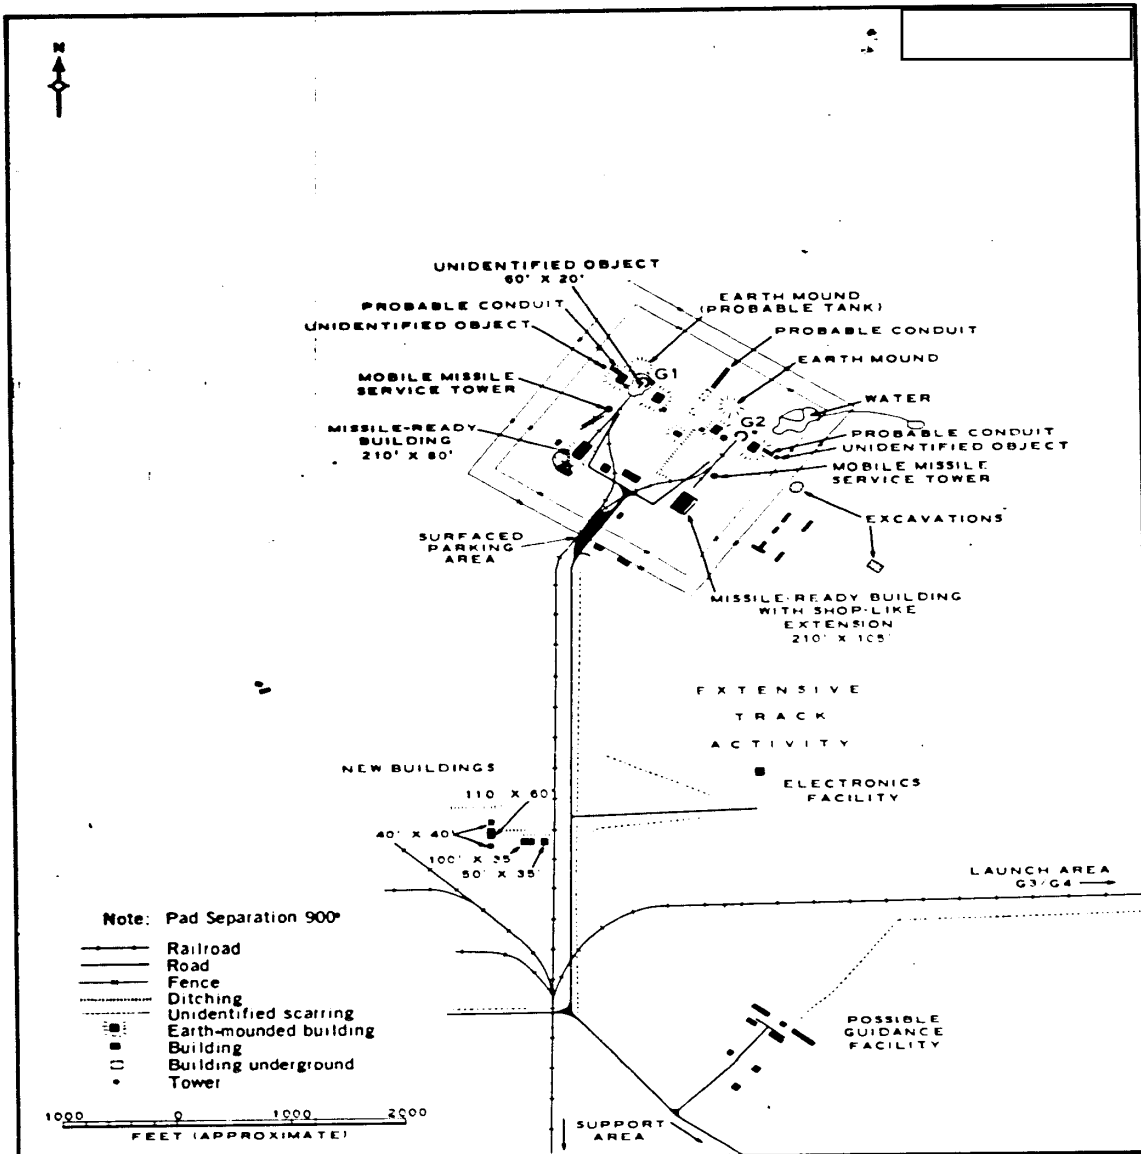 N
UNIDENTIFIED OBJECT
60' X 20'
EARTH MOUND
(PROBABLE TANK)
PROBABLE CONDUIT
PROBABLE CONDUIT
UNIDENTIFIED OBJECT
EARTH MOUND
G1
MOBILE MISSILE
SERVICE TOWER
WATER
G2
MISSILE-READY
BUILDING
210' X 80'
PROBABLE CONDUIT
UNIDENTIFIED OBJECT
MOBILE MISSILE
SERVICE TOWER
EXCAVATIONS
SURFACED
PARKING
AREA
MISSILE-READY BUILDING
WITH SHOP-LIKE
EXTENSION
210' X 105'
EXTENSIVE
TRACK
ACTIVITY
NEW BUILDINGS
ELECTRONICS
FACILITY
110' X 60'
40' X 40'
100' X 35'
50' X 35'
LAUNCH AREA
G3/G4
Note: Pad Separation 900'
Railroad
Road
Fence
Ditching
Unidentified scarring
Earth-mounded building
Building
Building underground
Tower
POSSIBLE
GUIDANCE
FACILITY
1000 0 1000 2000
FEET (APPROXIMATE)
SUPPORT
AREA